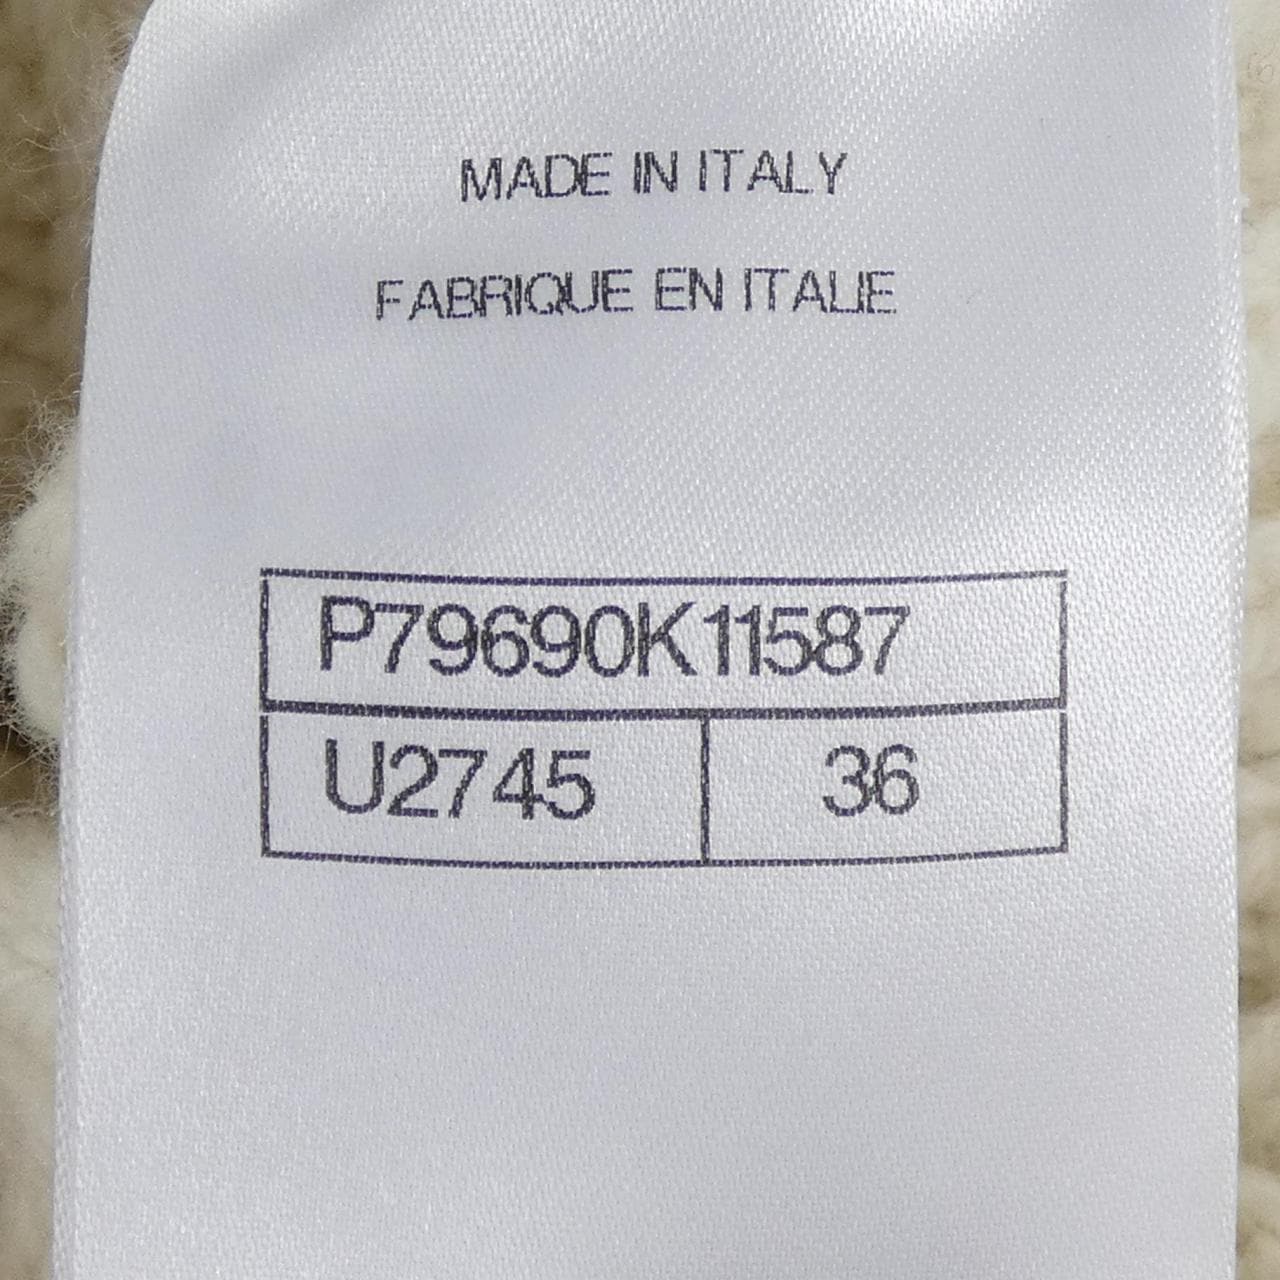 MADE IN ITALY
FABRIQUE EN ITALIE
P79690K11587
U2745 36